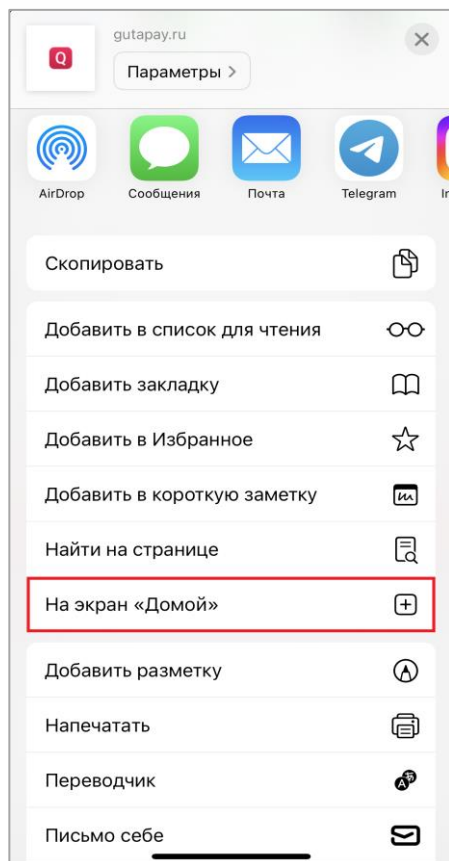 gutapay.ru
Q
Параметры >
AirDrop
Сообщения
Почта
Telegram
In
Скопировать
Добавить в список для чтения
Добавить закладку
Добавить в Избранное
Добавить в короткую заметку
Найти на странице
На экран «Домой»
Добавить разметку
Напечатать
Переводчик
Письмо себе